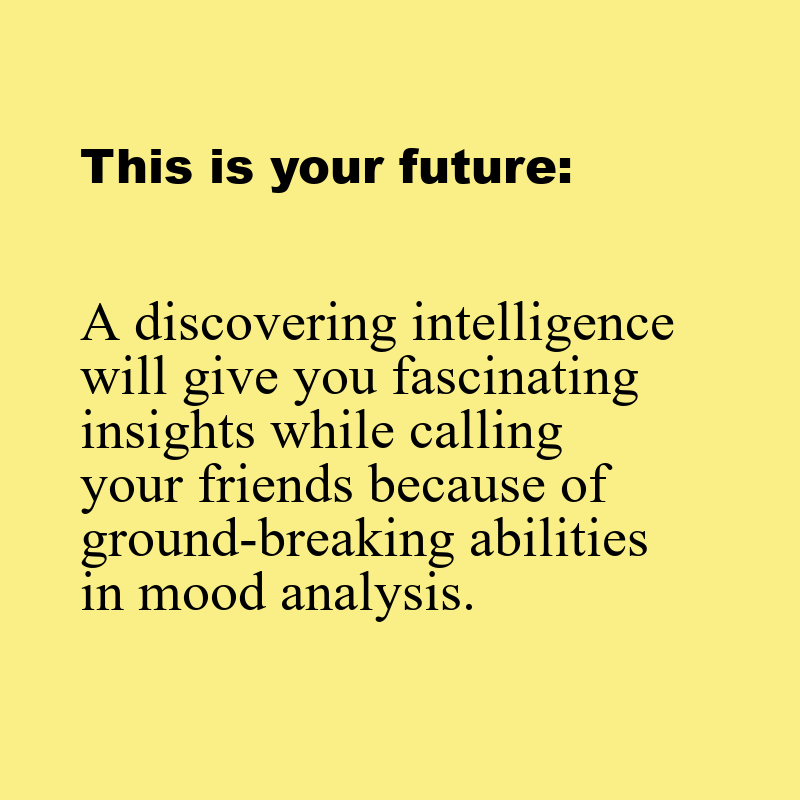 This is your future:
A discovering intelligence
will give you fascinating
insights while calling
your friends because of
ground-breaking abilities
in mood analysis.